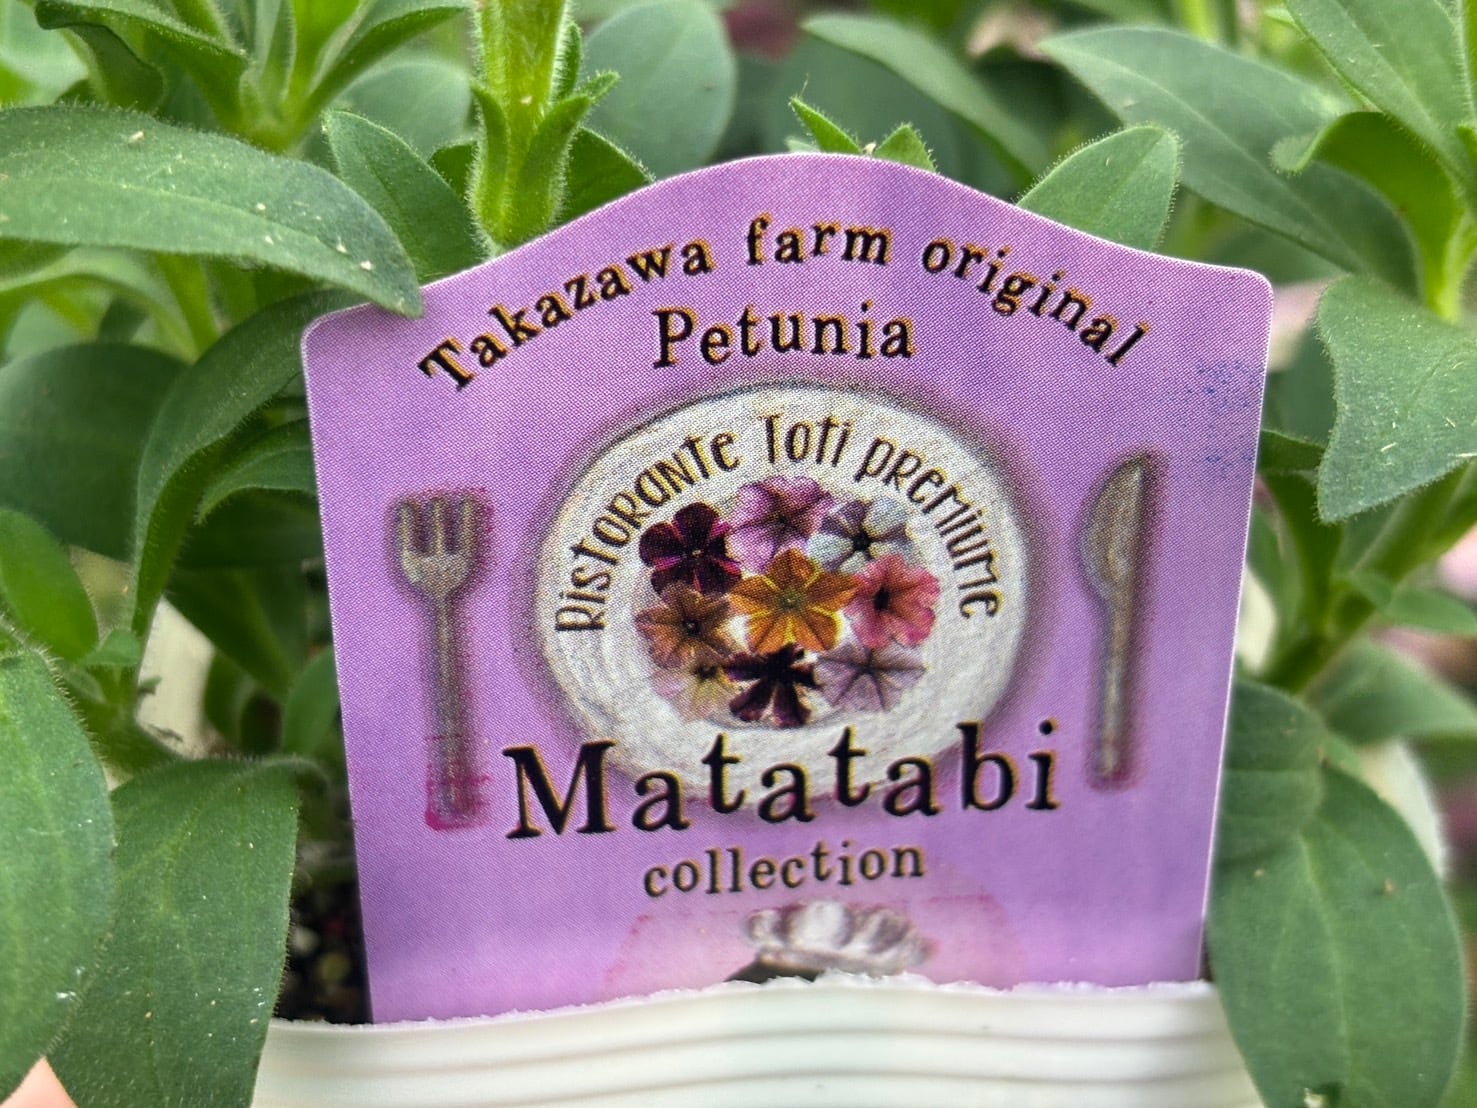 Takazawa farm original
Petunia
Ristorante Toti premiume
Matatabi
collection